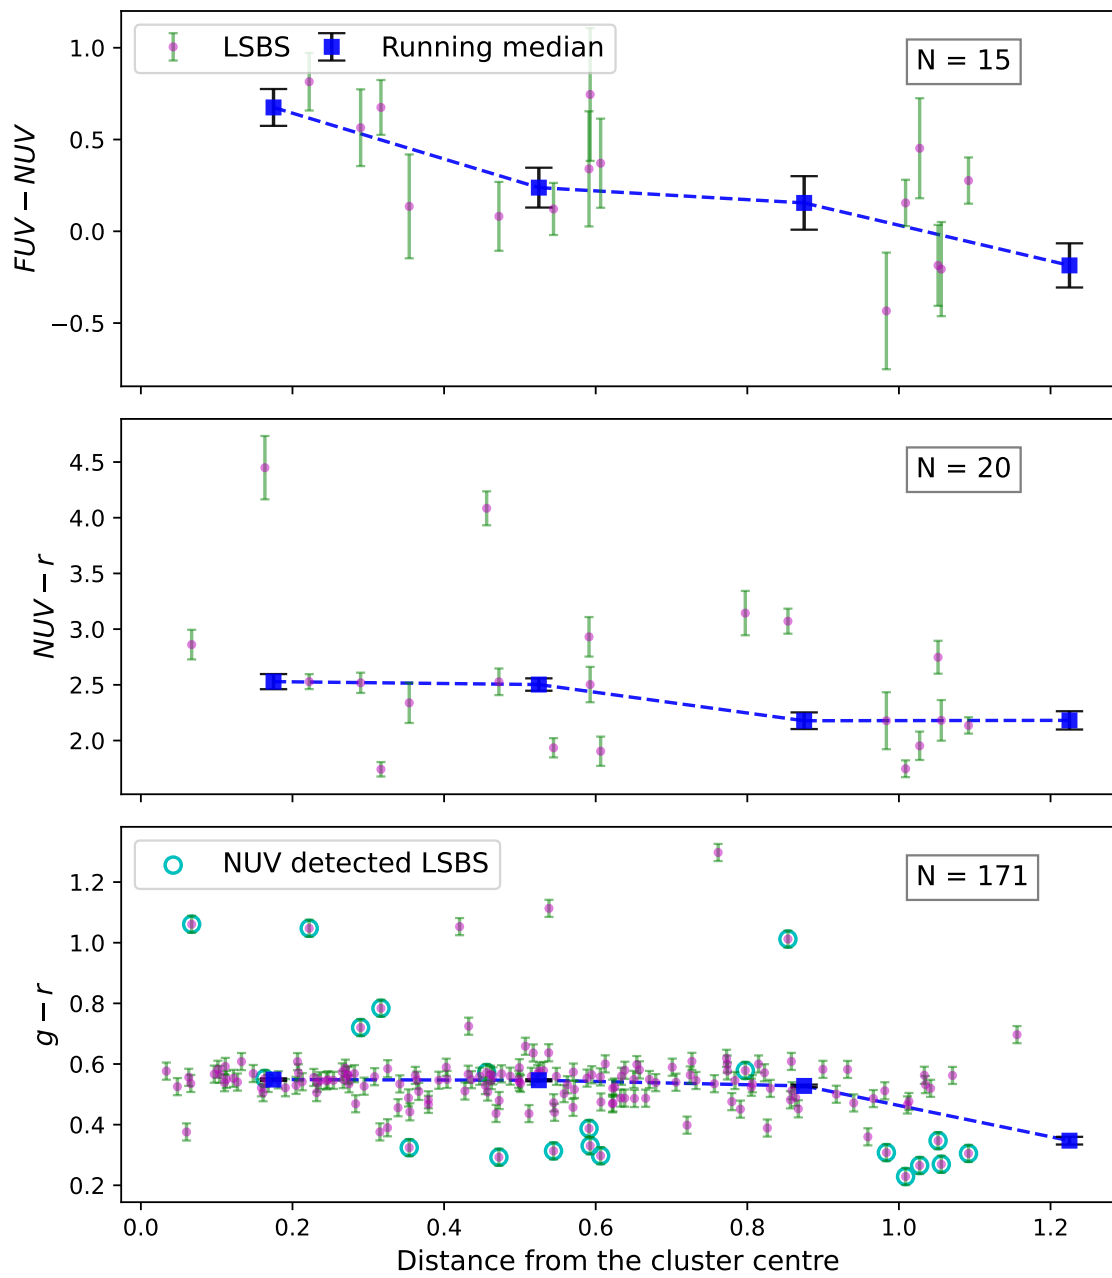 LSBS Running median
N = 15
1.0
0.5
0.0
−0.5
FUV − NUV
N = 20
4.5
4.0
3.5
3.0
2.5
2.0
NUV − r
NUV detected LSBS
N = 171
1.2
1.0
0.8
0.6
0.4
0.2
g − r
0.0 0.2 0.4 0.6 0.8 1.0 1.2
Distance from the cluster centre